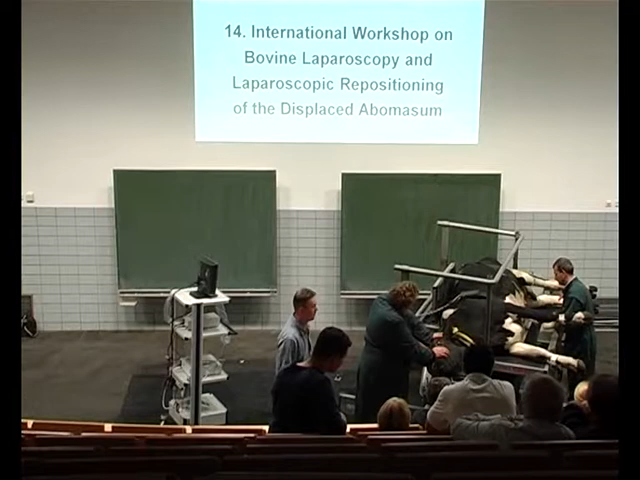 14. International Workshop on
Bovine Laparoscopy and
Laparoscopic Repositioning
of the Displaced Abomasum